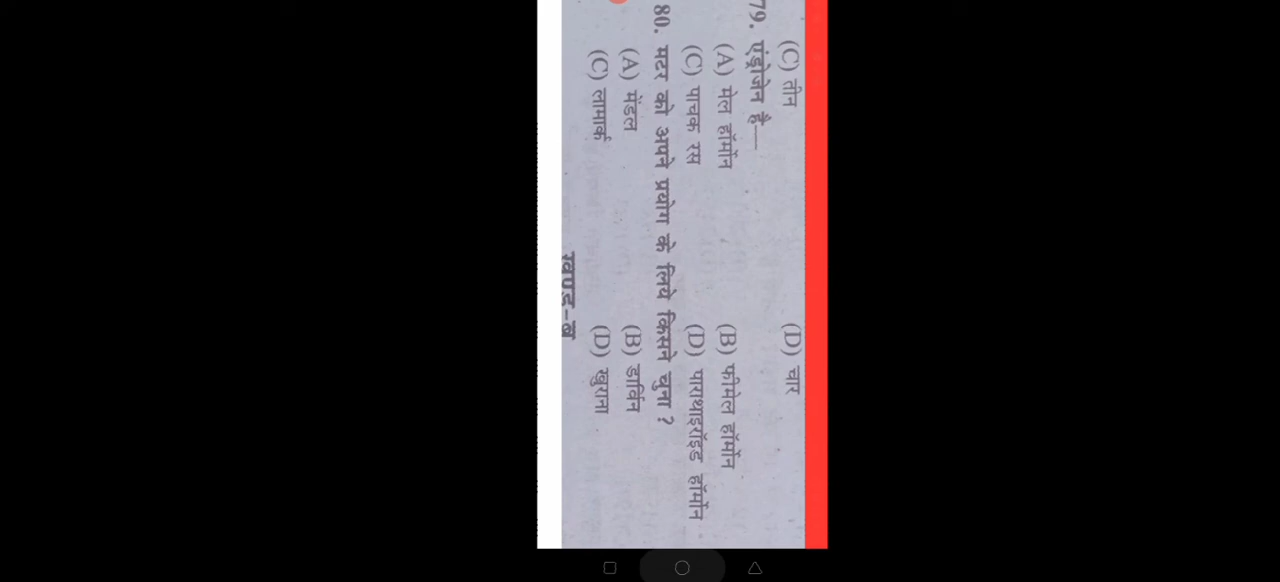 (C) तीन (D) चार
79. एंड्रोजेन है—
(A) मेल हॉर्मोन (B) फीमेल हॉर्मोन
(C) पाचक रस (D) पाराथाइरॉइड हॉर्मोन
80. मटर को अपने प्रयोग के लिये किसने चुना ?
(A) मेंडल (B) डार्विन
(C) लामार्क (D) खुराना
खण्ड-ब